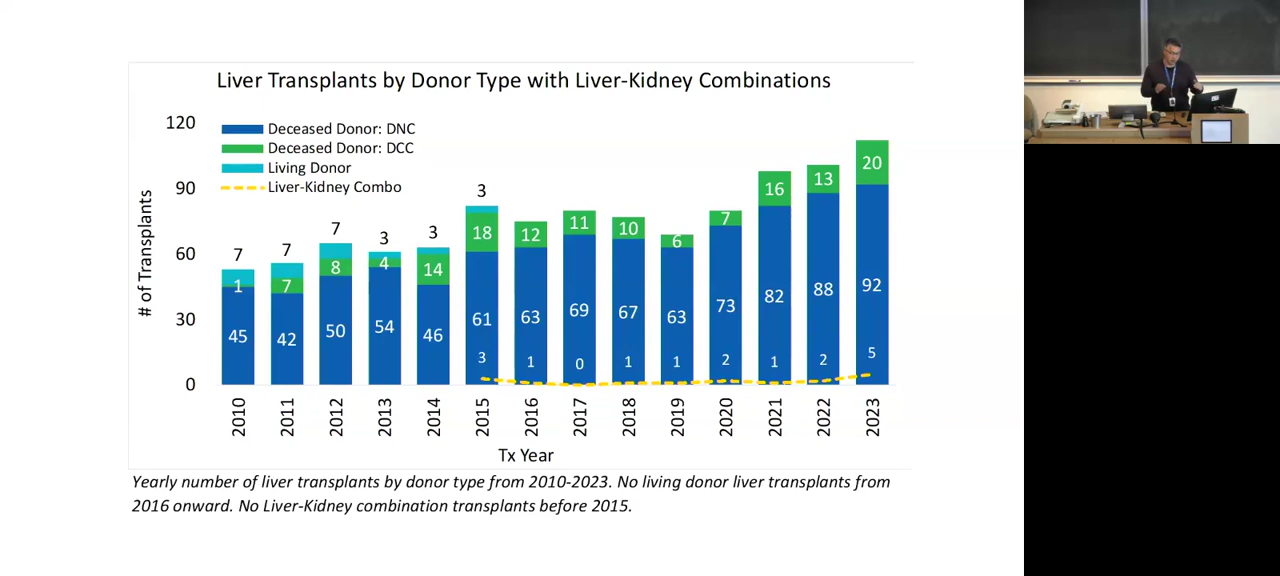 Liver Transplants by Donor Type with Liver-Kidney Combinations
120
90
60
30
0
# of Transplants
Deceased Donor: DNC
Deceased Donor: DCC
Living Donor
Liver-Kidney Combo
7 7 7 3 3 3
1 7 8 4 14 18 12 11 10 6 7 16 13 20
45 42 50 54 46 61 63 69 67 63 73 82 88 92
3 1 0 1 1 2 1 2 5
2010 2011 2012 2013 2014 2015 2016 2017 2018 2019 2020 2021 2022 2023
Tx Year
Yearly number of liver transplants by donor type from 2010-2023. No living donor liver transplants from
2016 onward. No Liver-Kidney combination transplants before 2015.